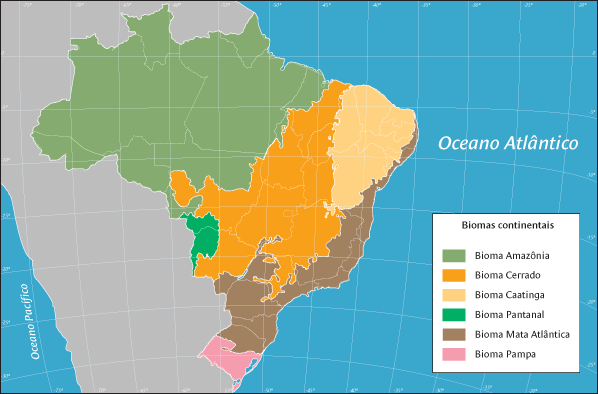 Oceano Atlântico
Oceano Pacífico
Biomas continentais
Bioma Amazônia
Bioma Cerrado
Bioma Caatinga
Bioma Pantanal
Bioma Mata Atlântica
Bioma Pampa